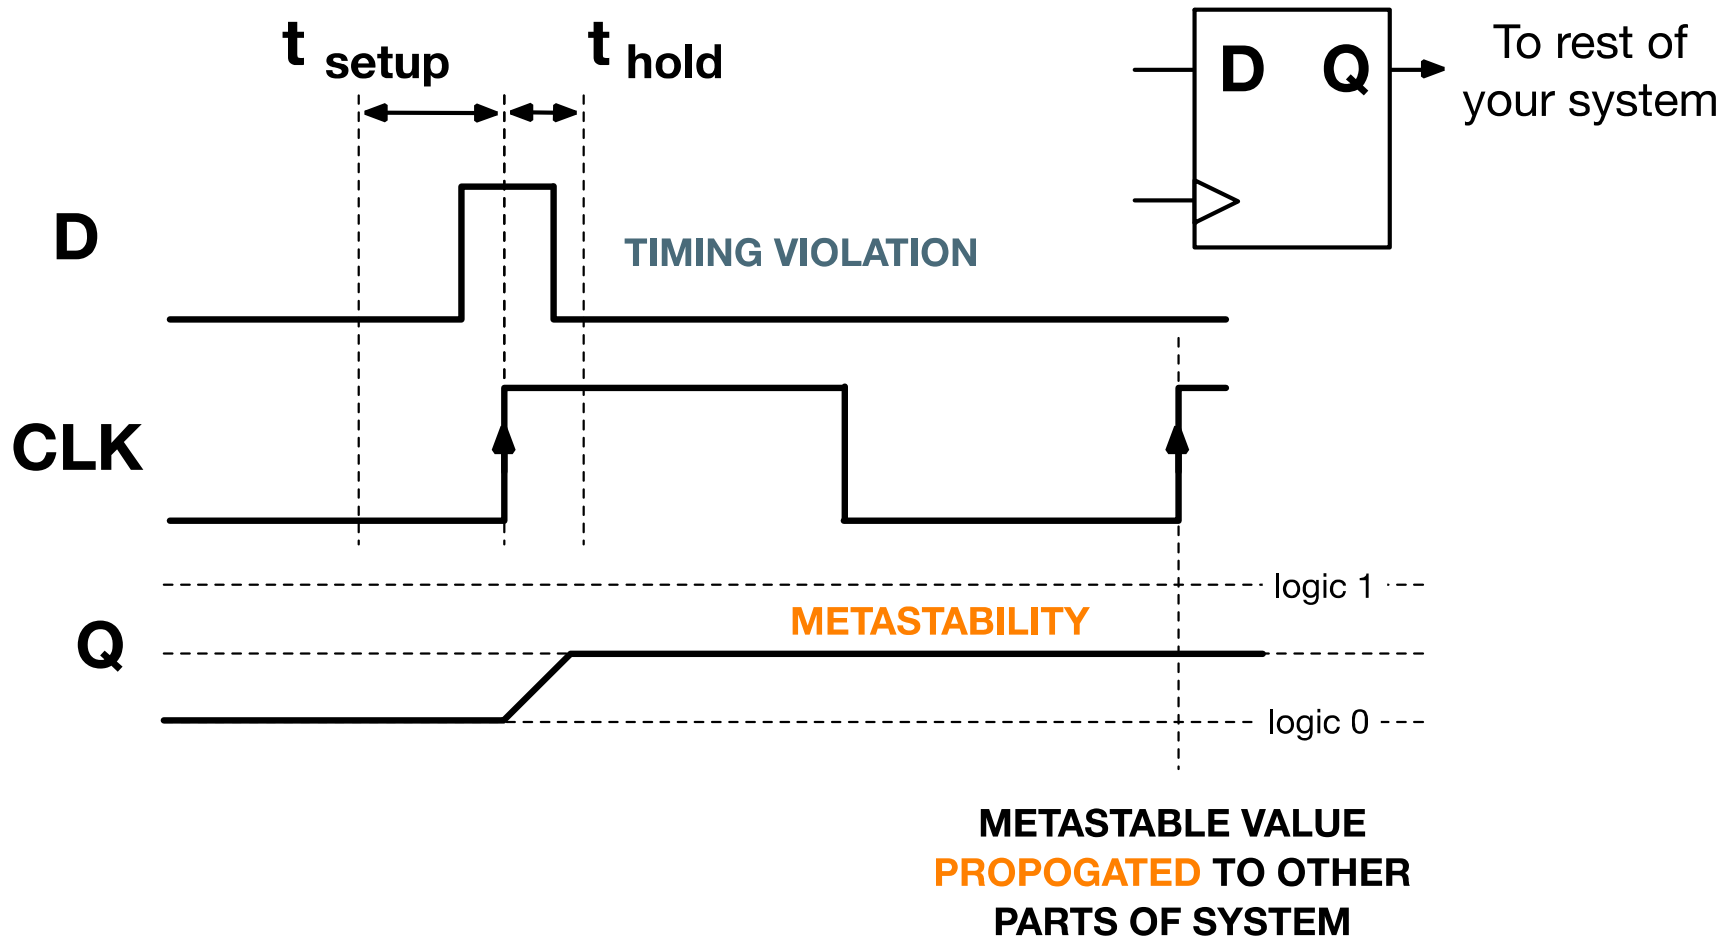 t setup
t hold
D Q
To rest of
your system
D
TIMING VIOLATION
CLK
logic 1
METASTABILITY
Q
logic 0
METASTABLE VALUE
PROPOGATED TO OTHER
PARTS OF SYSTEM